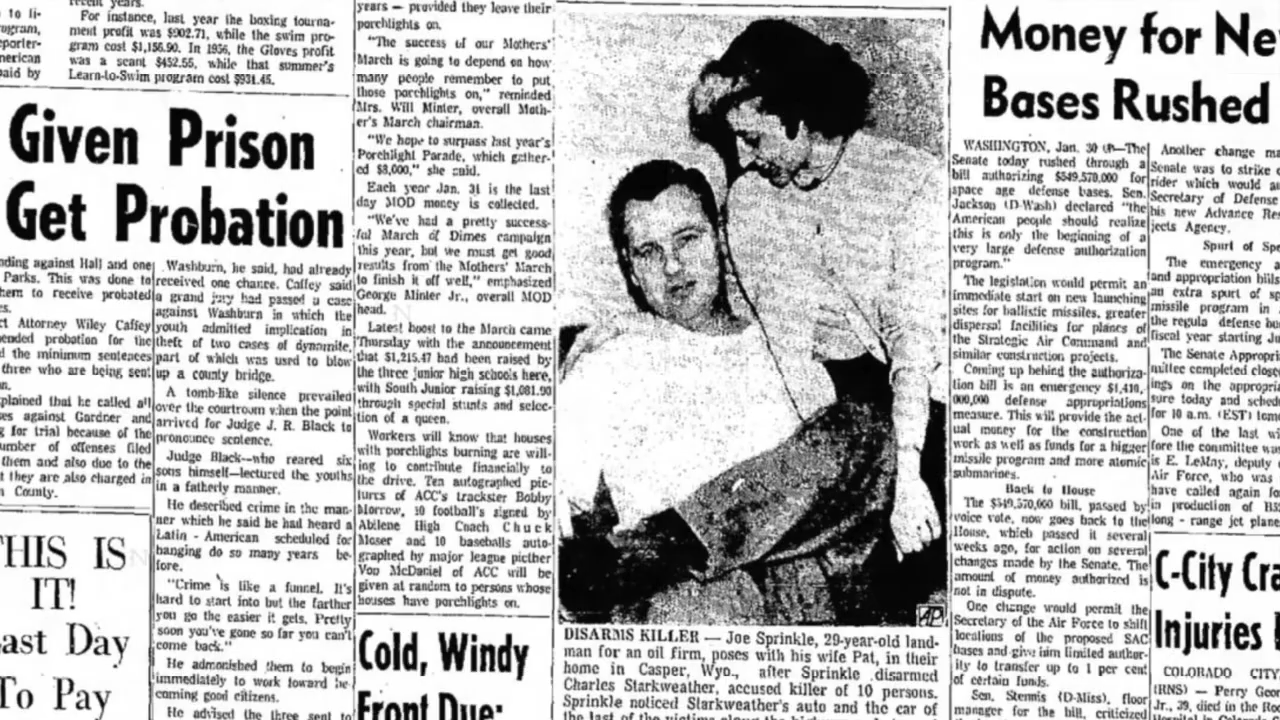 recent years.
For instance, last year the boxing tourna-
ment profit was $902.71, while the swim pro-
gram cost $1,156.90. In 1956, the Gloves profit
was a scant $452.55, while that summer's
Learn-to-Swim program cost $931.45.
Given Prison
Get Probation
nding against Hall and one
Parks. This was done to
hem to receive probated
ct Attorney Wiley Caffey
ended probation for the
d the minimum sentences
three who are being sent
plained that he called all
es against Gardner and
g for trial because of the
umber of offenses filed
them and also due to the
t they are also charged in
n County.
THIS IS
IT!
ast Day
To Pay
Washburn, he said, had already
received one chance. Caffey said
a grand jury had passed a case
against Washburn in which the
youth admitted implication in
theft of two cases of dynamite,
part of which was used to blow
up a county bridge.
A tomb-like silence prevailed
over the courtroom when the point
arrived for Judge J. R. Black to
pronounce sentence.
Judge Black—who reared six
sons himself—lectured the youths
in a fatherly manner.
He described crime in the man-
ner which he said he had heard a
Latin - American scheduled for
hanging do so many years be-
fore.
"Crime is like a funnel. It's
hard to start into but the farther
you go the easier it gets. Pretty
soon you've gone so far you can't
come back."
He admonished them to begin
immediately to work toward be-
coming good citizens.
He advised the three sent to
years — provided they leave their
porchlights on.
"The success of our Mothers'
March is going to depend on how
many people remember to put
those porchlights on," reminded
Mrs. Will Minter, overall Moth-
er's March chairman.
"We hope to surpass last year's
Porchlight Parade, which gather-
ed $8,000," she said.
Each year Jan. 31 is the last
day MOD money is collected.
"We've had a pretty success-
ful March of Dimes campaign
this year, but we must get good
results from the Mothers' March
to finish it off well," emphasized
George Minter Jr., overall MOD
head.
Latest boost to the March came
Thursday with the announcement
that $1,215.47 had been raised by
the three junior high schools here,
with South Junior raising $1,081.90
through special stunts and selec-
tion of a queen.
Workers will know that houses
with porchlights burning are will-
ing to contribute financially to
the drive. Ten autographed pic-
tures of ACC's trackster Bobby
Morrow, 10 football's signed by
Abilene High Coach Chuck
Moser and 10 baseballs auto-
graphed by major league picther
Von McDaniel of ACC will be
given at random to persons whose
houses have porchlights on.
Cold, Windy
Front Due;
AP
DISARMS KILLER — Joe Sprinkle, 29-year-old land-
man for an oil firm, poses with his wife Pat, in their
home in Casper, Wyo., after Sprinkle disarmed
Charles Starkweather, accused killer of 10 persons.
Sprinkle noticed Starkweather's auto and the car of
the last of the victims along the
Money for Ne
Bases Rushed
WASHINGTON, Jan. 30 —The
Senate today rushed through a
bill authorizing $549,570,000 for
space age defense bases. Sen.
Jackson (D-Wash) declared "the
American people should realize
this is only the beginning of a
very large defense authorization
program."
The legislation would permit an
immediate start on new launching
sites for ballistic missiles, greater
dispersal facilities for planes of
the Strategic Air Command and
similar construction projects.
Coming up behind the authoriza-
tion bill is an emergency $1,410,-
000,000 defense appropriations
measure. This will provide the act-
ual money for the construction
work as well as funds for a bigger
missile program and more atomic
submarines.
Back to House
The $549,570,000 bill, passed by
voice vote, now goes back to the
House, which passed it several
weeks ago, for action on several
changes made by the Senate. The
amount of money authorized is
not in dispute.
One change would permit the
Secretary of the Air Force to shift
locations of the proposed SAC
bases and give him limited author-
ity to transfer up to 1 per cent
of certain funds.
Sen. Stennis (D-Miss), floor
manager for the bill, criticized
Another change
Senate was to strike
rider which would
Secretary of Defense
his new Advance Res
jects Agency.
Spurt of
The emergency
and appropriation bills
an extra spurt of
missile program in
the regula defense
fiscal year starting
The Senate Appropri
mittee completed close
ings on the appropri
sure today and sched
for 10 a.m. (EST)
One of the last
fore the committee was
is E. LeMay, deputy
Air Force, who was
have called again
in production of
long - range jet
C-City Cra
Injuries
COLORADO CITY
(RNS) — Perry
Jr., 39, died in the